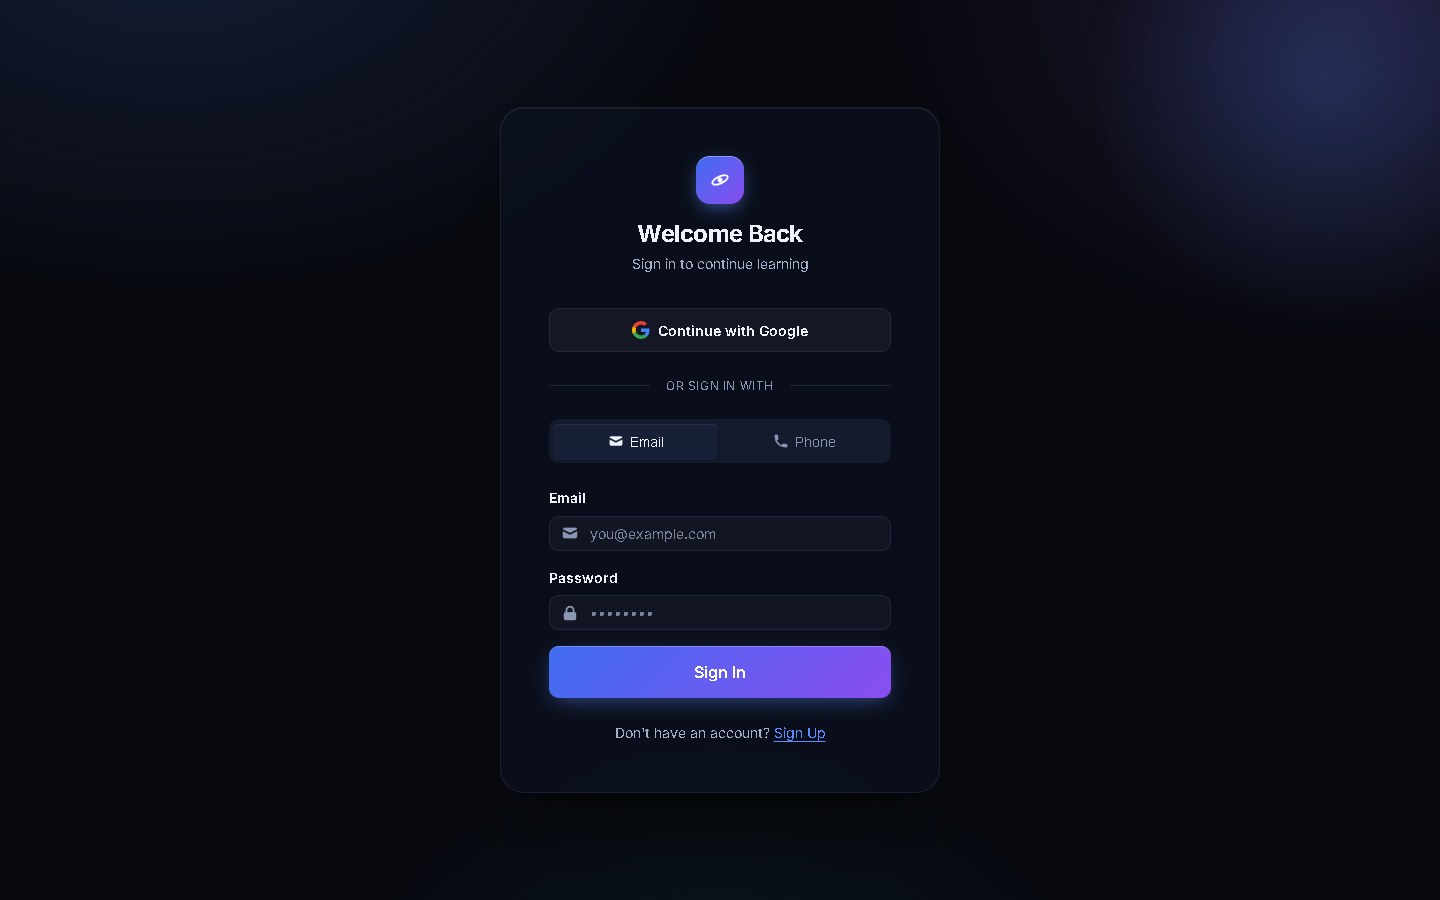 Welcome Back
Sign in to continue learning
Continue with Google
OR SIGN IN WITH
Email
Phone
Email
you@example.com
Password
••••••••
Sign In
Don't have an account? Sign Up